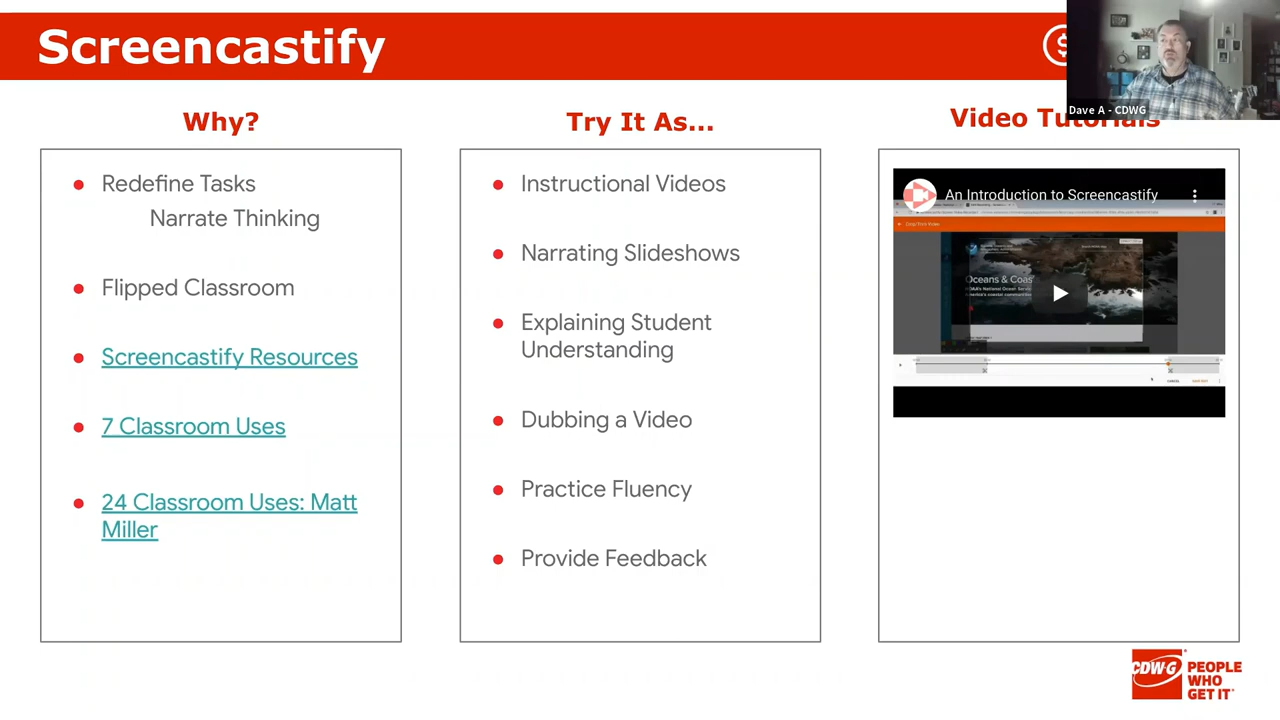 Screencastify
$
Dave A - CDWG
Why?
Redefine Tasks
Narrate Thinking
Flipped Classroom
Screencastify Resources
7 Classroom Uses
24 Classroom Uses: Matt
Miller
Try It As...
Instructional Videos
Narrating Slideshows
Explaining Student
Understanding
Dubbing a Video
Practice Fluency
Provide Feedback
Video Tutorials
An Introduction to Screencastify
Oceans & Coas
CDW•G
PEOPLE
WHO
GET IT